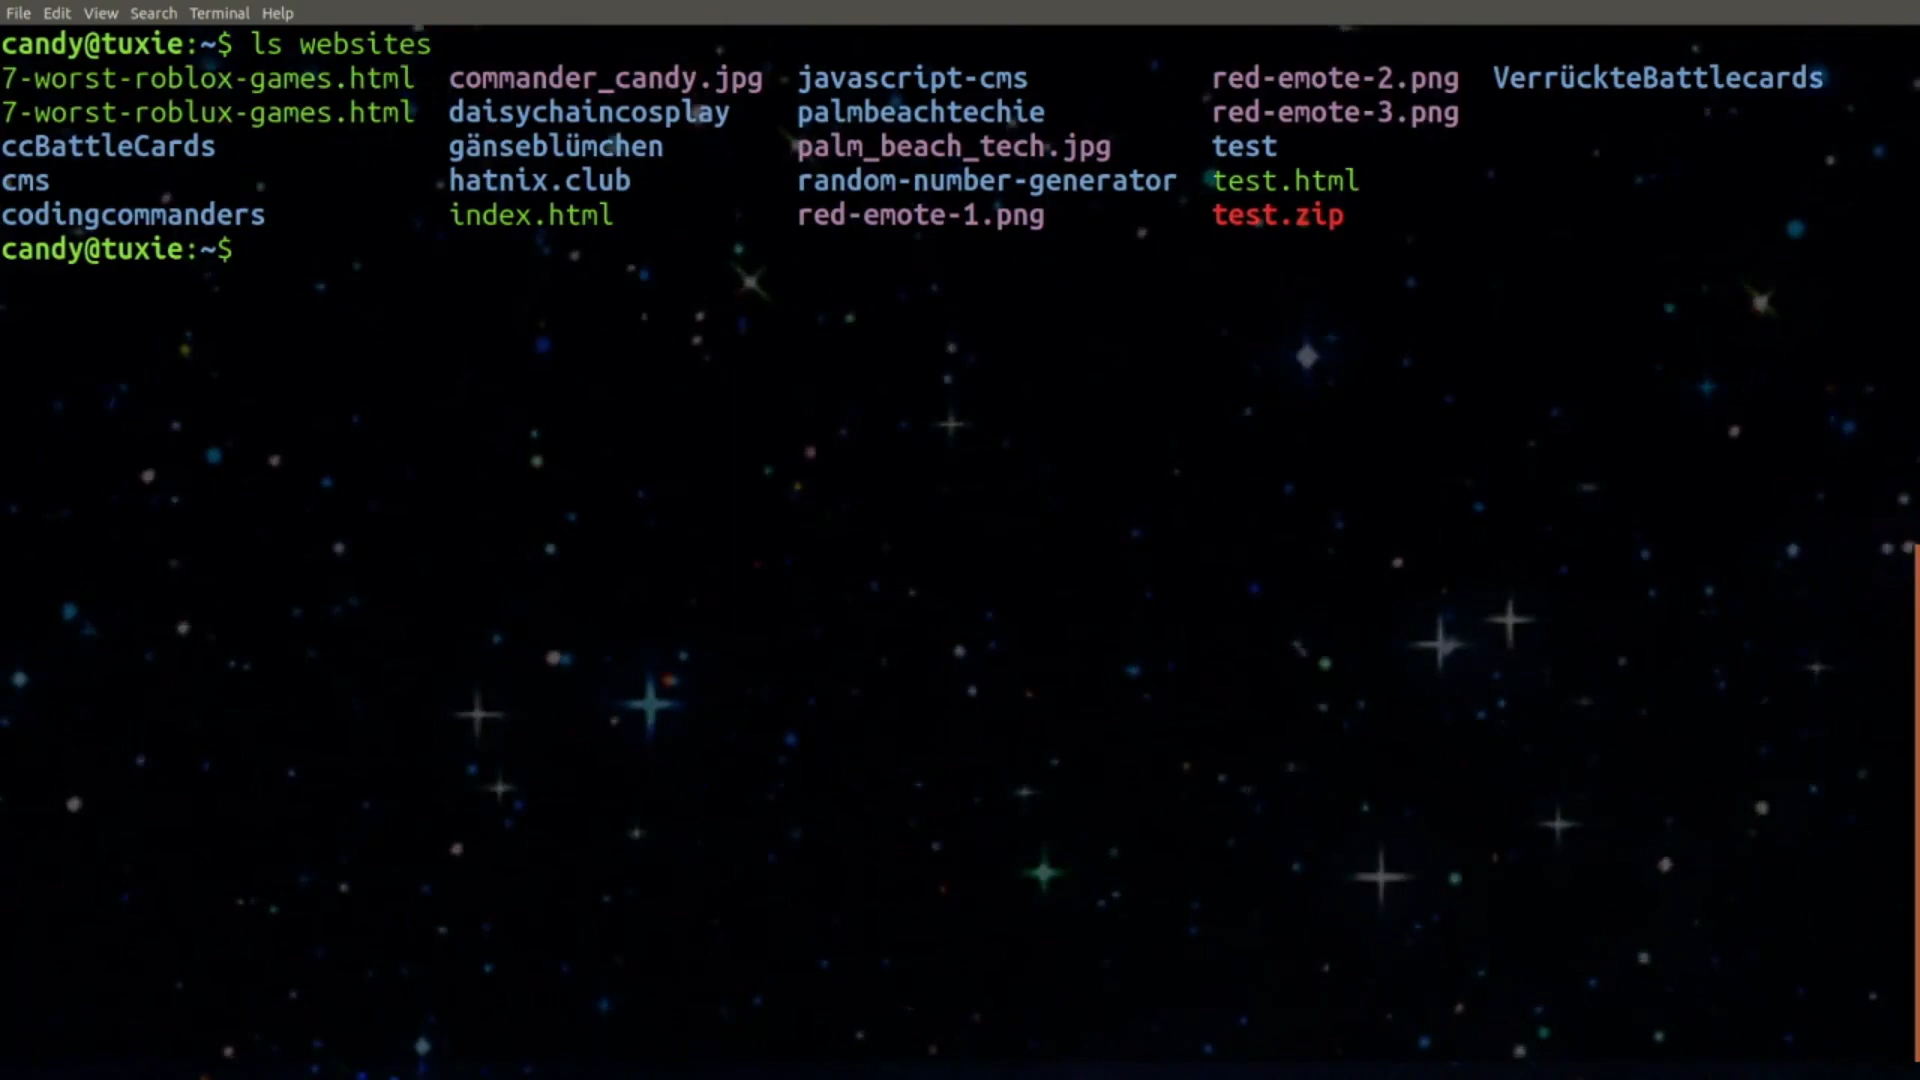 File Edit View Search Terminal Help
candy@tuxie:~$ ls websites
7-worst-roblox-games.html commander_candy.jpg javascript-cms red-emote-2.png VerrückteBattlecards
7-worst-roblux-games.html daisychaincosplay palmbeachtechie red-emote-3.png
ccBattleCards gänseblümchen palm_beach_tech.jpg test
cms hatnix.club random-number-generator test.html
codingcommanders index.html red-emote-1.png test.zip
candy@tuxie:~$